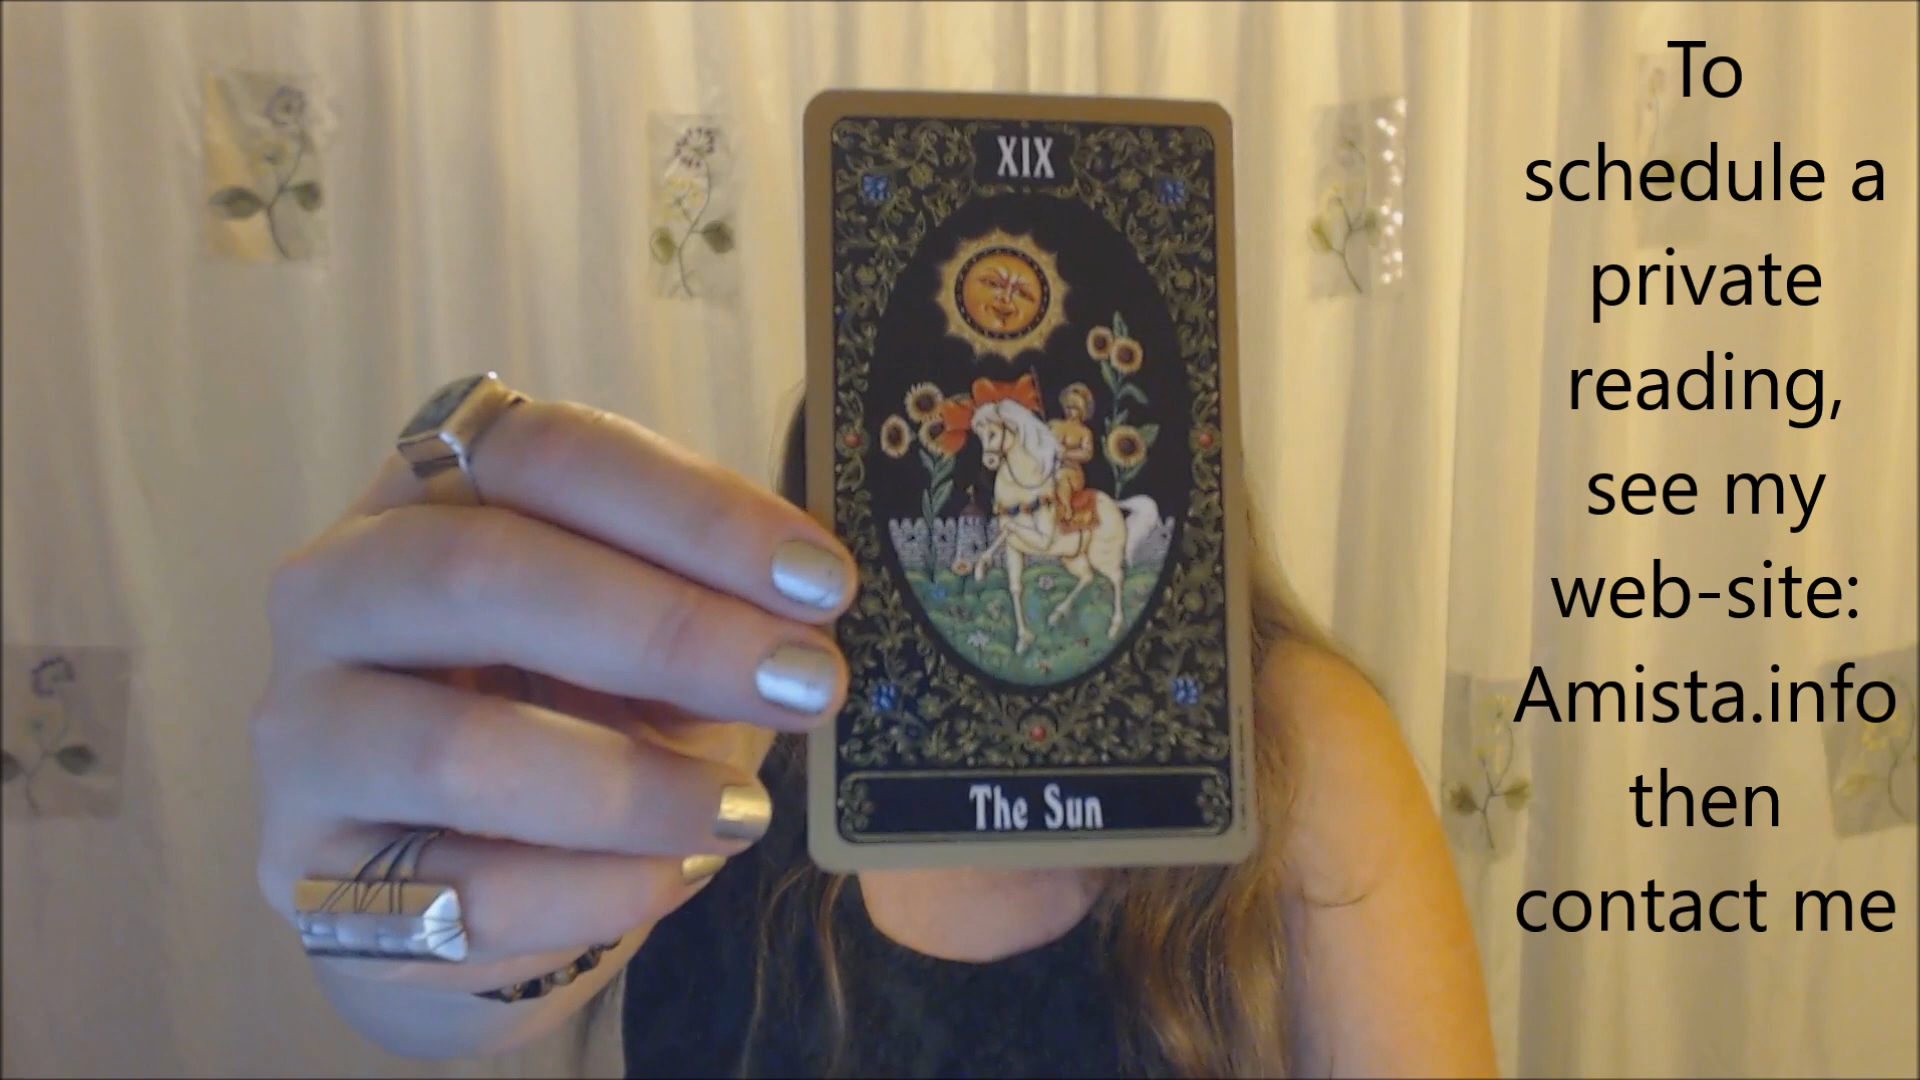 XIX
The Sun
To
schedule a
private
reading,
see my
web-site:
Amista.info
then
contact me